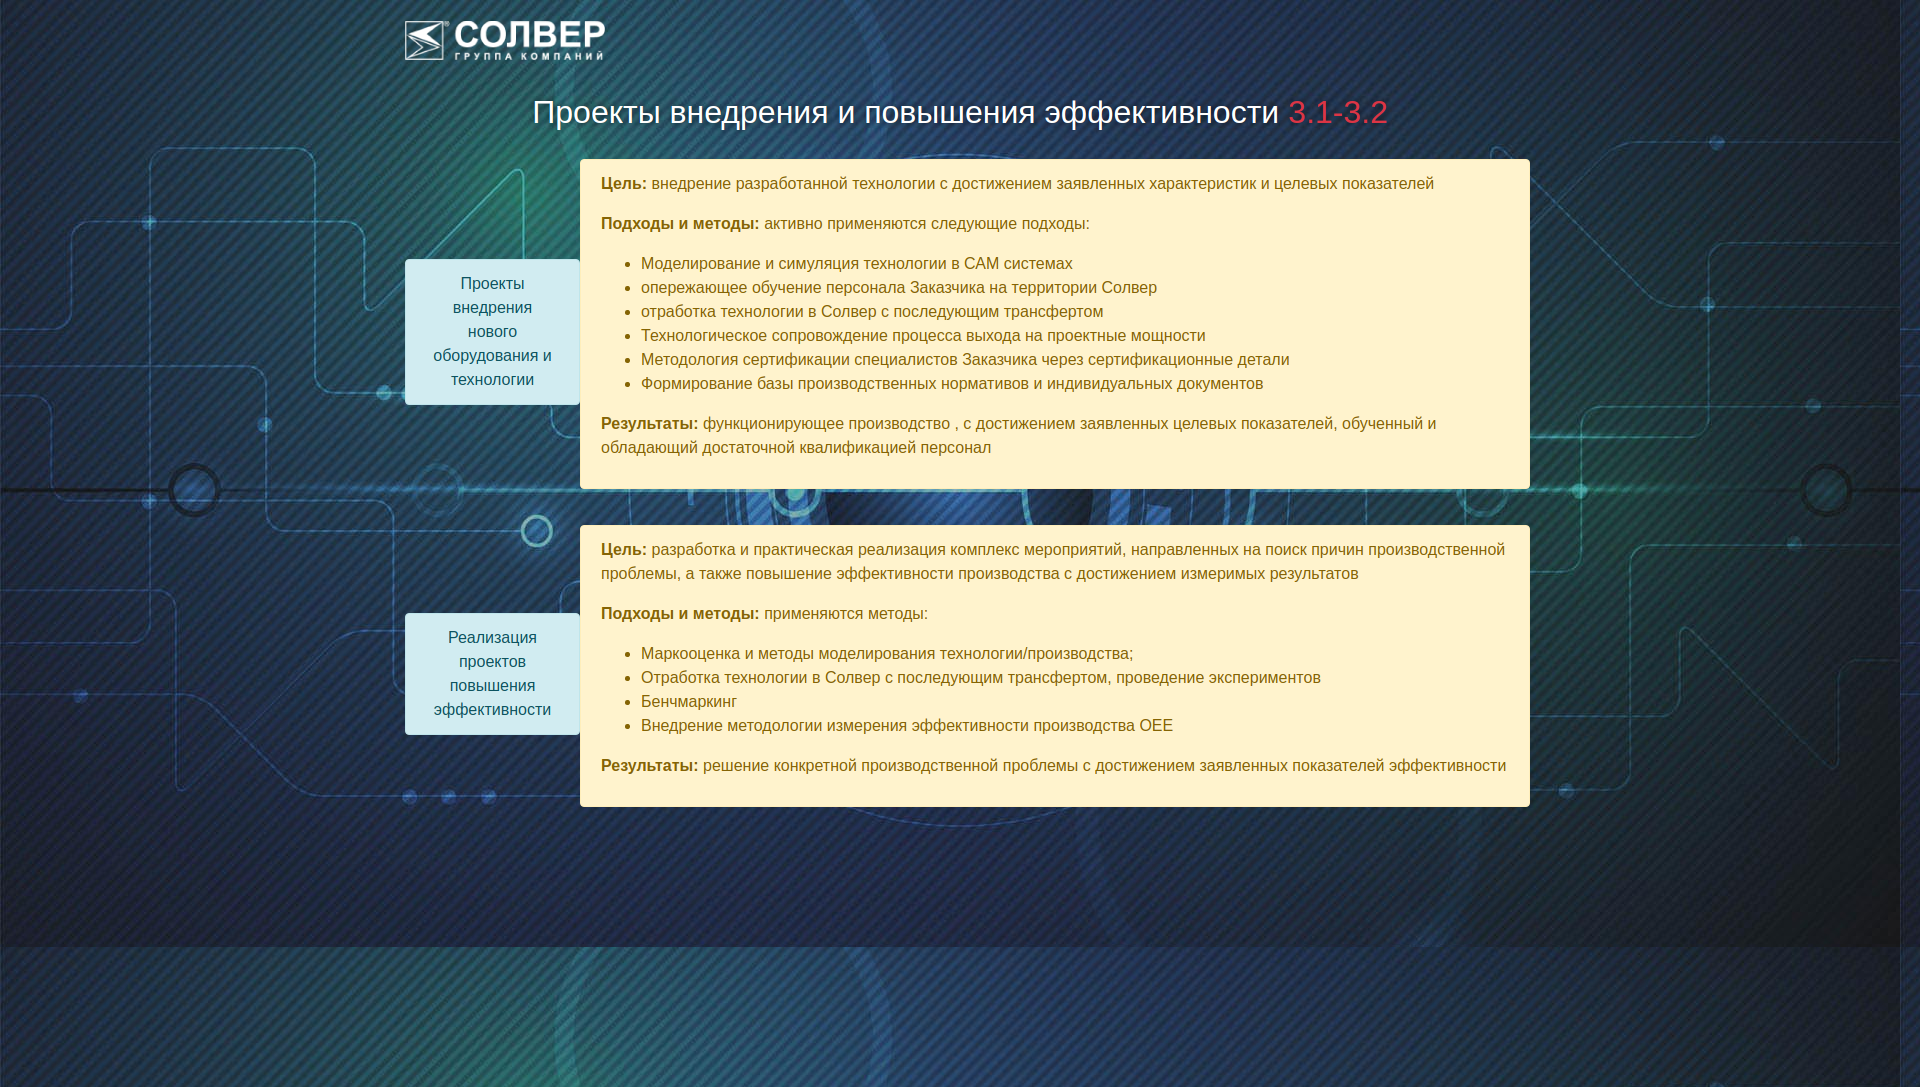 СОЛВЕР
ГРУППА КОМПАНИЙ
Проекты внедрения и повышения эффективности 3.1-3.2
Проекты
внедрения
нового
оборудования и
технологии
Цель: внедрение разработанной технологии с достижением заявленных характеристик и целевых показателей
Подходы и методы: активно применяются следующие подходы:
Моделирование и симуляция технологии в САМ системах
опережающее обучение персонала Заказчика на территории Солвер
отработка технологии в Солвер с последующим трансфертом
Технологическое сопровождение процесса выхода на проектные мощности
Методология сертификации специалистов Заказчика через сертификационные детали
Формирование базы производственных нормативов и индивидуальных документов
Результаты: функционирующее производство , с достижением заявленных целевых показателей, обученный и
обладающий достаточной квалификацией персонал
Реализация
проектов
повышения
эффективности
Цель: разработка и практическая реализация комплекс мероприятий, направленных на поиск причин производственной
проблемы, а также повышение эффективности производства с достижением измеримых результатов
Подходы и методы: применяются методы:
Маркооценка и методы моделирования технологии/производства;
Отработка технологии в Солвер с последующим трансфертом, проведение экспериментов
Бенчмаркинг
Внедрение методологии измерения эффективности производства ОЕЕ
Результаты: решение конкретной производственной проблемы с достижением заявленных показателей эффективности